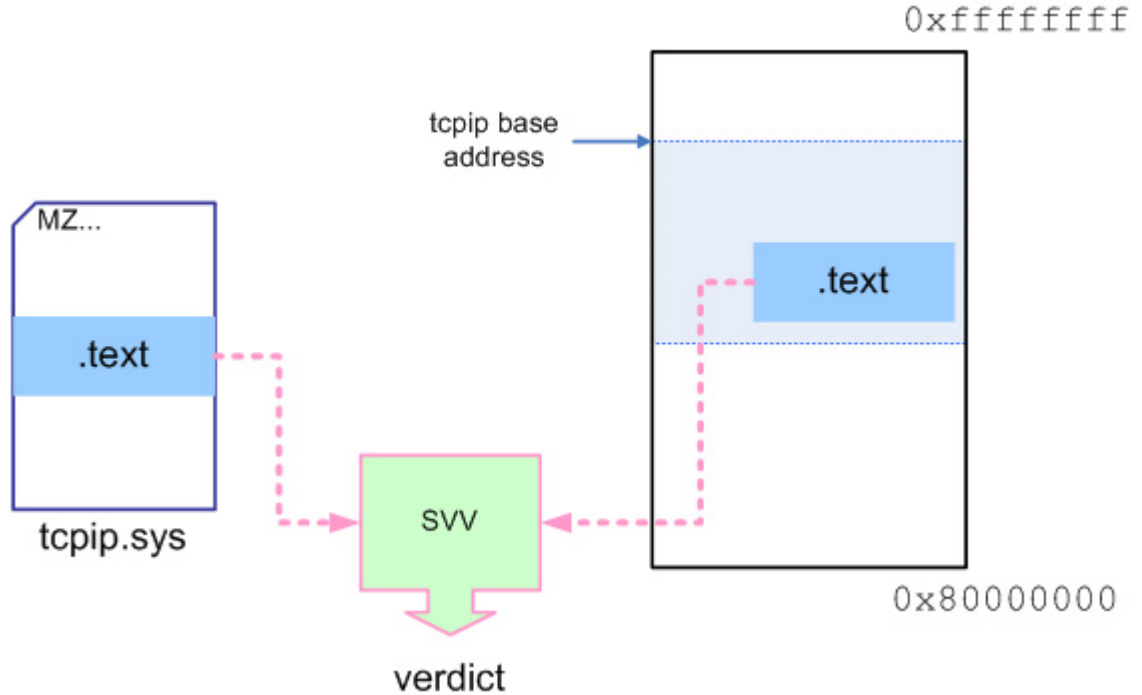 0xffffffff
tcpip base
address
MZ...
.text
.text
SVV
tcpip.sys
0x80000000
verdict